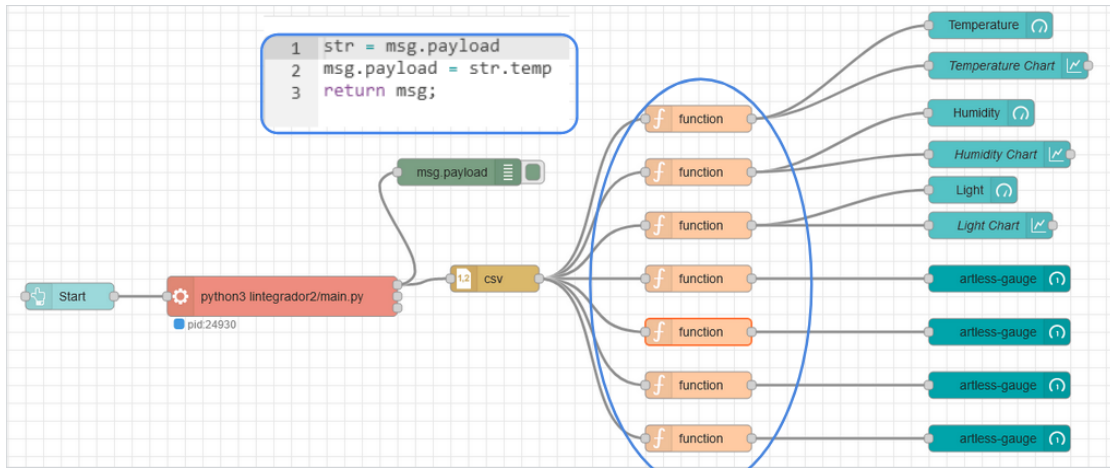 1 str = msg.payload
2 msg.payload = str.temp
3 return msg;
Temperature
Temperature Chart
function
Humidity
Humidity Chart
msg.payload
function
Light
function
Light Chart
1,2 csv
function
artless-gauge
Start
python3 lintegrador2/main.py
pid:24930
function
artless-gauge
function
artless-gauge
function
artless-gauge